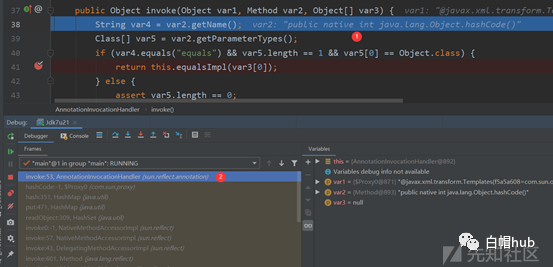 37
public Object invoke(Object var1, Method var2, Object[] var3) { var1: "@javax.xml.transform.Te
38
String var4 = var2.getName(); var2: "public native int java.lang.Object.hashCode()"
39
Class[] var5 = var2.getParameterTypes();
1
40
if (var4.equals("equals") && var5.length == 1 && var5[0] == Object.class) {
41
return this.equalsImpl(var3[0]);
42
} else {
43
assert var5.length == 0;
AnnotationInvocationHandler › invoke()
Debug: Jdk7u21
Debugger Console
Frames
Variables
"main"@1 in group "main": RUNNING
invoke:53, AnnotationInvocationHandler (sun.reflect.annotation) 2
hashCode:-1, $Proxy0 (com.sun.proxy)
hash:351, HashMap (java.util)
put:471, HashMap (java.util)
readObject:309, HashSet (java.util)
invoke0:-1, NativeMethodAccessorImpl (sun.reflect)
invoke:57, NativeMethodAccessorImpl (sun.reflect)
invoke:43, DelegatingMethodAccessorImpl (sun.reflect)
invoke:601, Method (java.lang.reflect)
this = {AnnotationInvocationHandler@892}
Variables debug info not available
var1 = {$Proxy0@871} "@javax.xml.transform.Templates(f5a5a608=com.sun.o
var2 = {Method@893} "public native int java.lang.Object.hashCode()"
var3 = null
白帽hub
先知社区